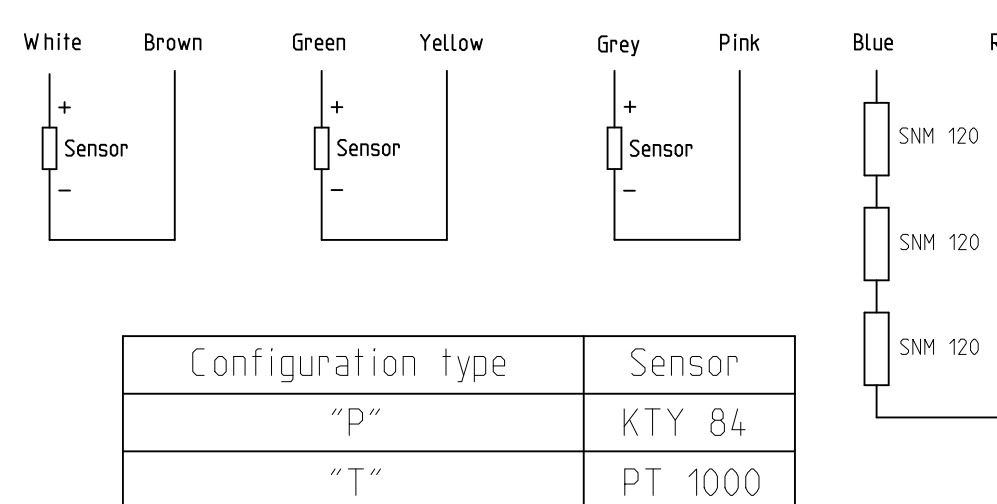 White Brown Green Yellow Grey Pink Blue
+ + +
Sensor Sensor Sensor SNM 120
− − −
SNM 120
SNM 120
Configuration type Sensor
"P" KTY 84
"T" PT 1000